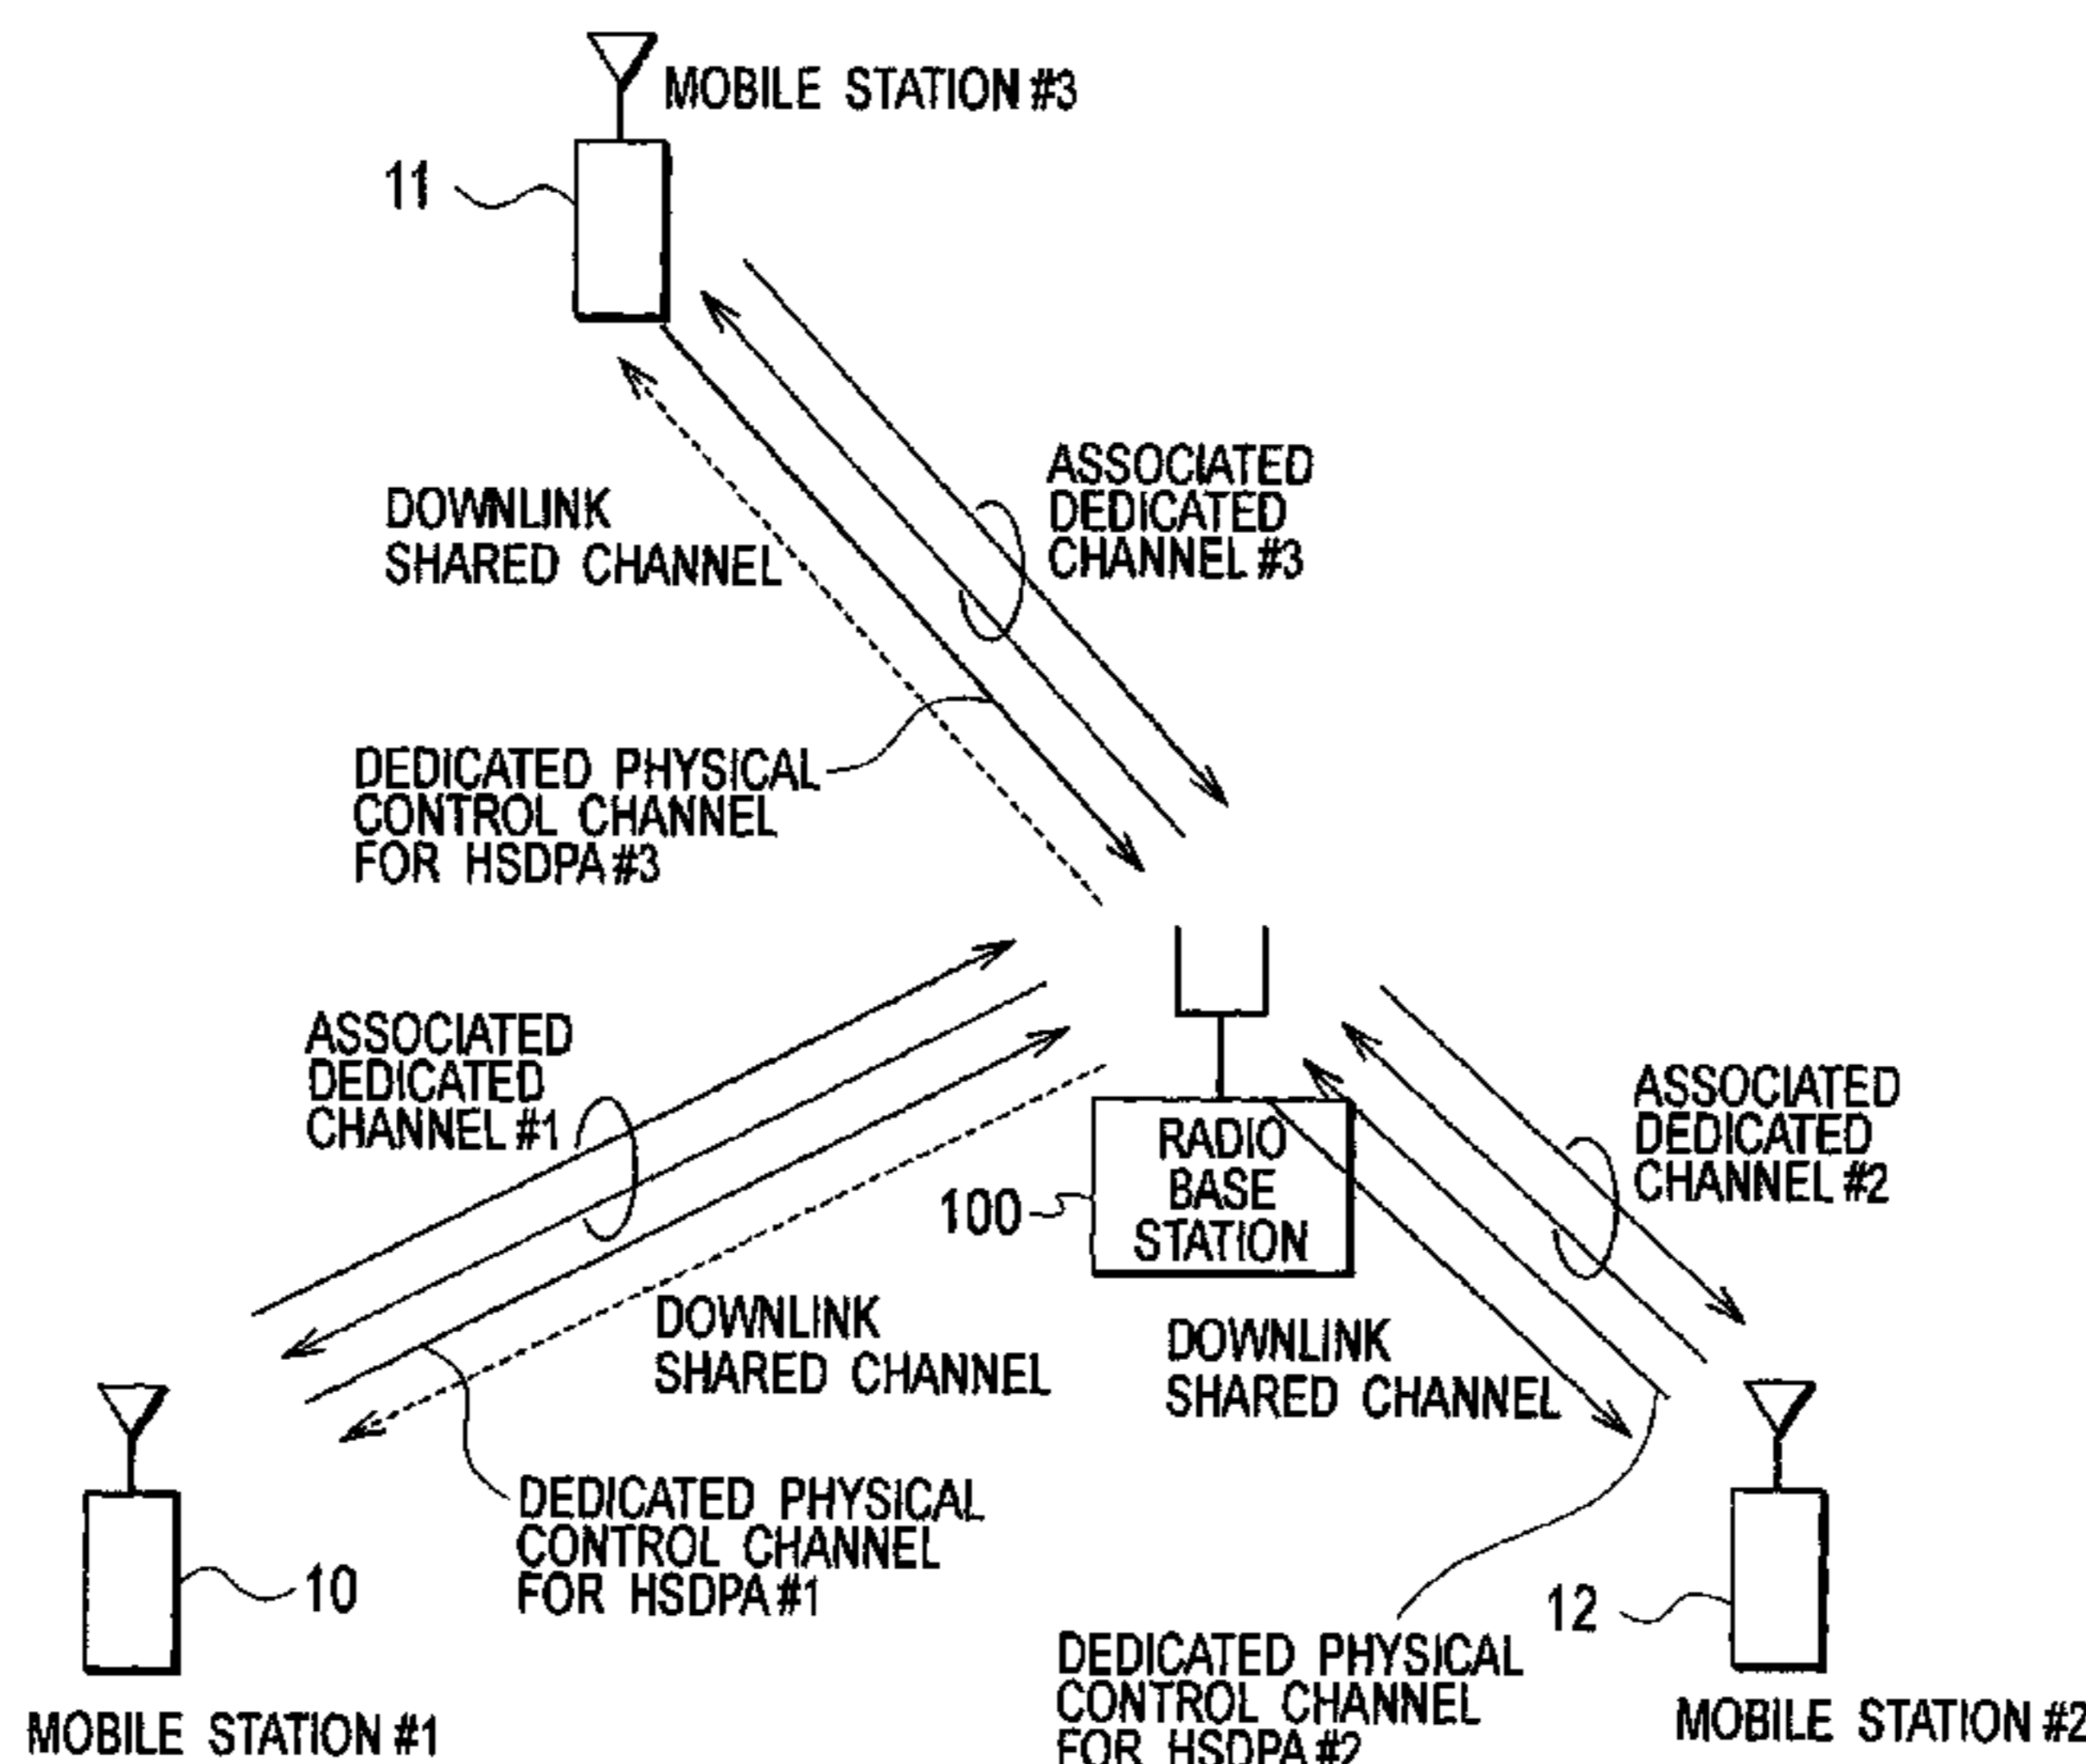 MOBILE STATION #3
11
DOWNLINK
SHARED CHANNEL
ASSOCIATED
DEDICATED
CHANNEL #3
DEDICATED PHYSICAL
CONTROL CHANNEL
FOR HSDPA #3
ASSOCIATED
DEDICATED
CHANNEL #1
RADIO
BASE
STATION
100
ASSOCIATED
DEDICATED
CHANNEL #2
DOWNLINK
SHARED CHANNEL
DOWNLINK
SHARED CHANNEL
DEDICATED PHYSICAL
CONTROL CHANNEL
FOR HSDPA #1
10
12
DEDICATED PHYSICAL
CONTROL CHANNEL
FOR HSDPA #2
MOBILE STATION #1
MOBILE STATION #2